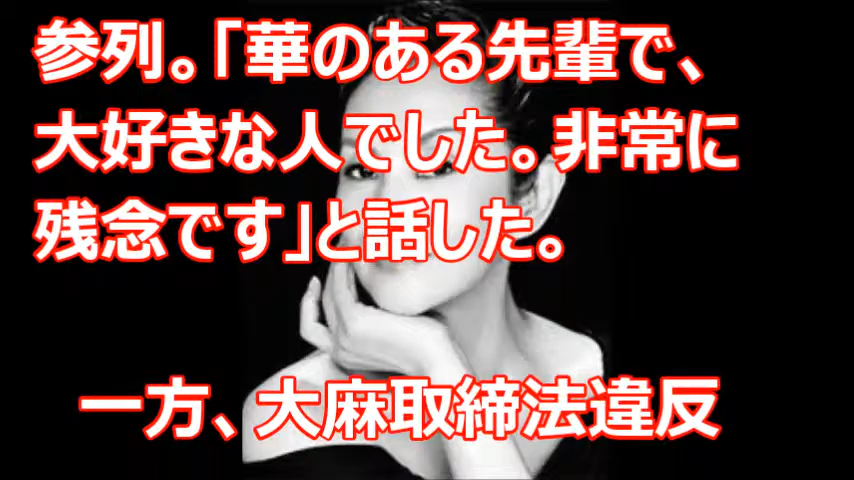 参列。「華のある先輩で、
大好きな人でした。非常に
残念です」と話した。
一方、大麻取締法違反